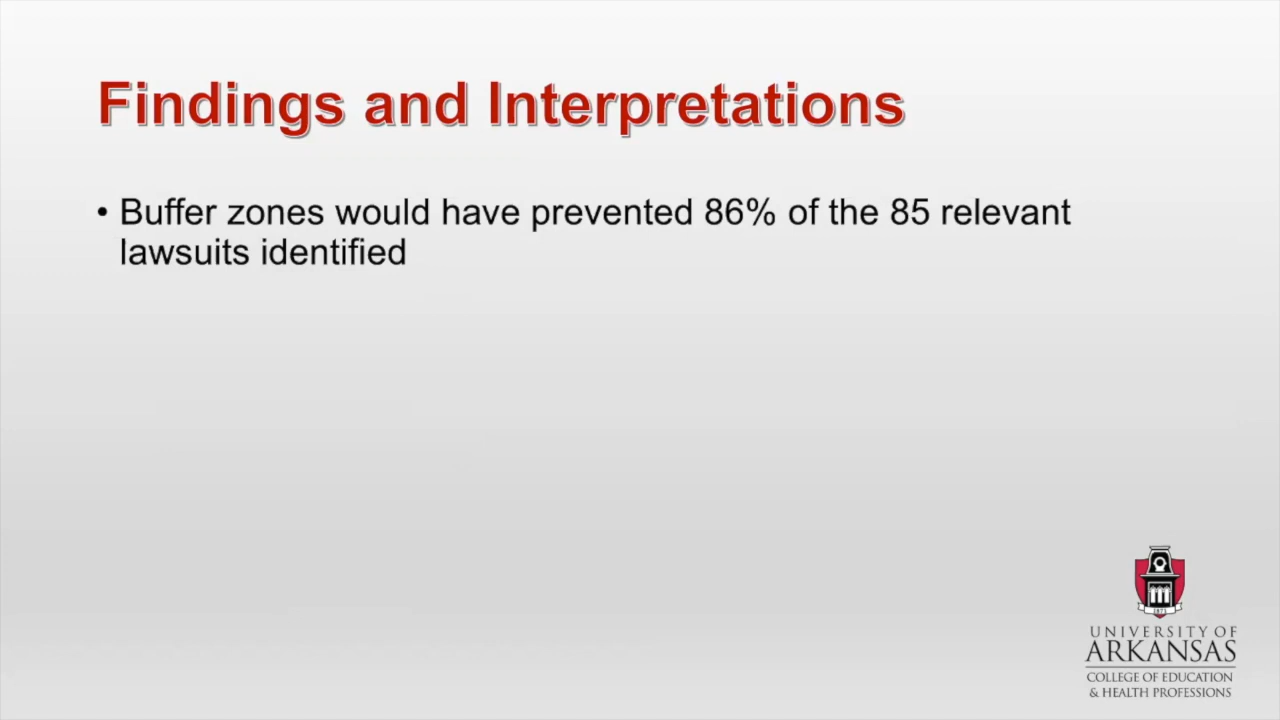 Findings and Interpretations
• Buffer zones would have prevented 86% of the 85 relevant
lawsuits identified
1871
UNIVERSITY OF
ARKANSAS
COLLEGE OF EDUCATION
& HEALTH PROFESSIONS